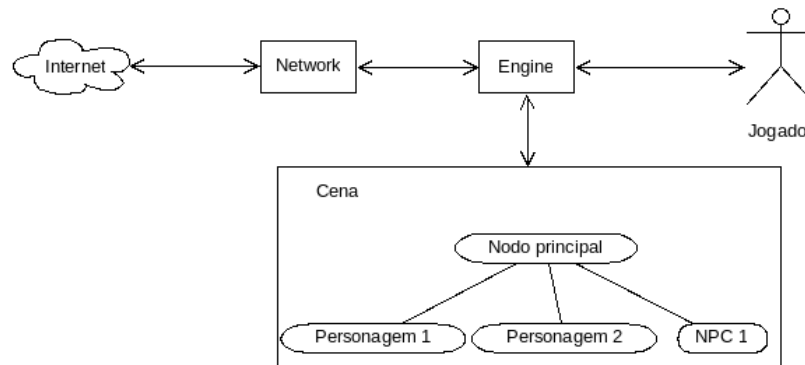 Internet
Network
Engine
Jogado
Cena
Nodo principal
Personagem 1
Personagem 2
NPC 1